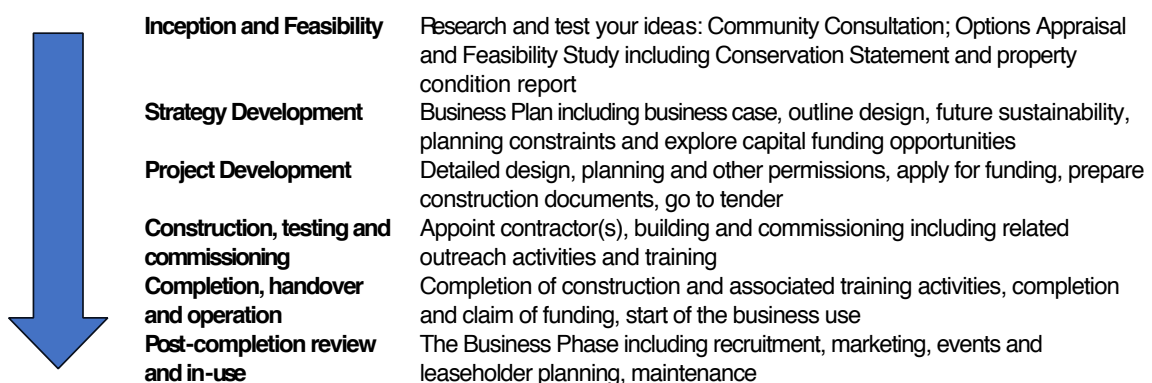 Inception and Feasibility Research and test your ideas: Community Consultation; Options Appraisal
and Feasibility Study including Conservation Statement and property
condition report
Strategy Development Business Plan including business case, outline design, future sustainability,
planning constraints and explore capital funding opportunities
Project Development Detailed design, planning and other permissions, apply for funding, prepare
construction documents, go to tender
Construction, testing and Appoint contractor(s), building and commissioning including related
commissioning outreach activities and training
Completion, handover Completion of construction and associated training activities, completion
and operation and claim of funding, start of the business use
Post-completion review The Business Phase including recruitment, marketing, events and
and in-use leaseholder planning, maintenance